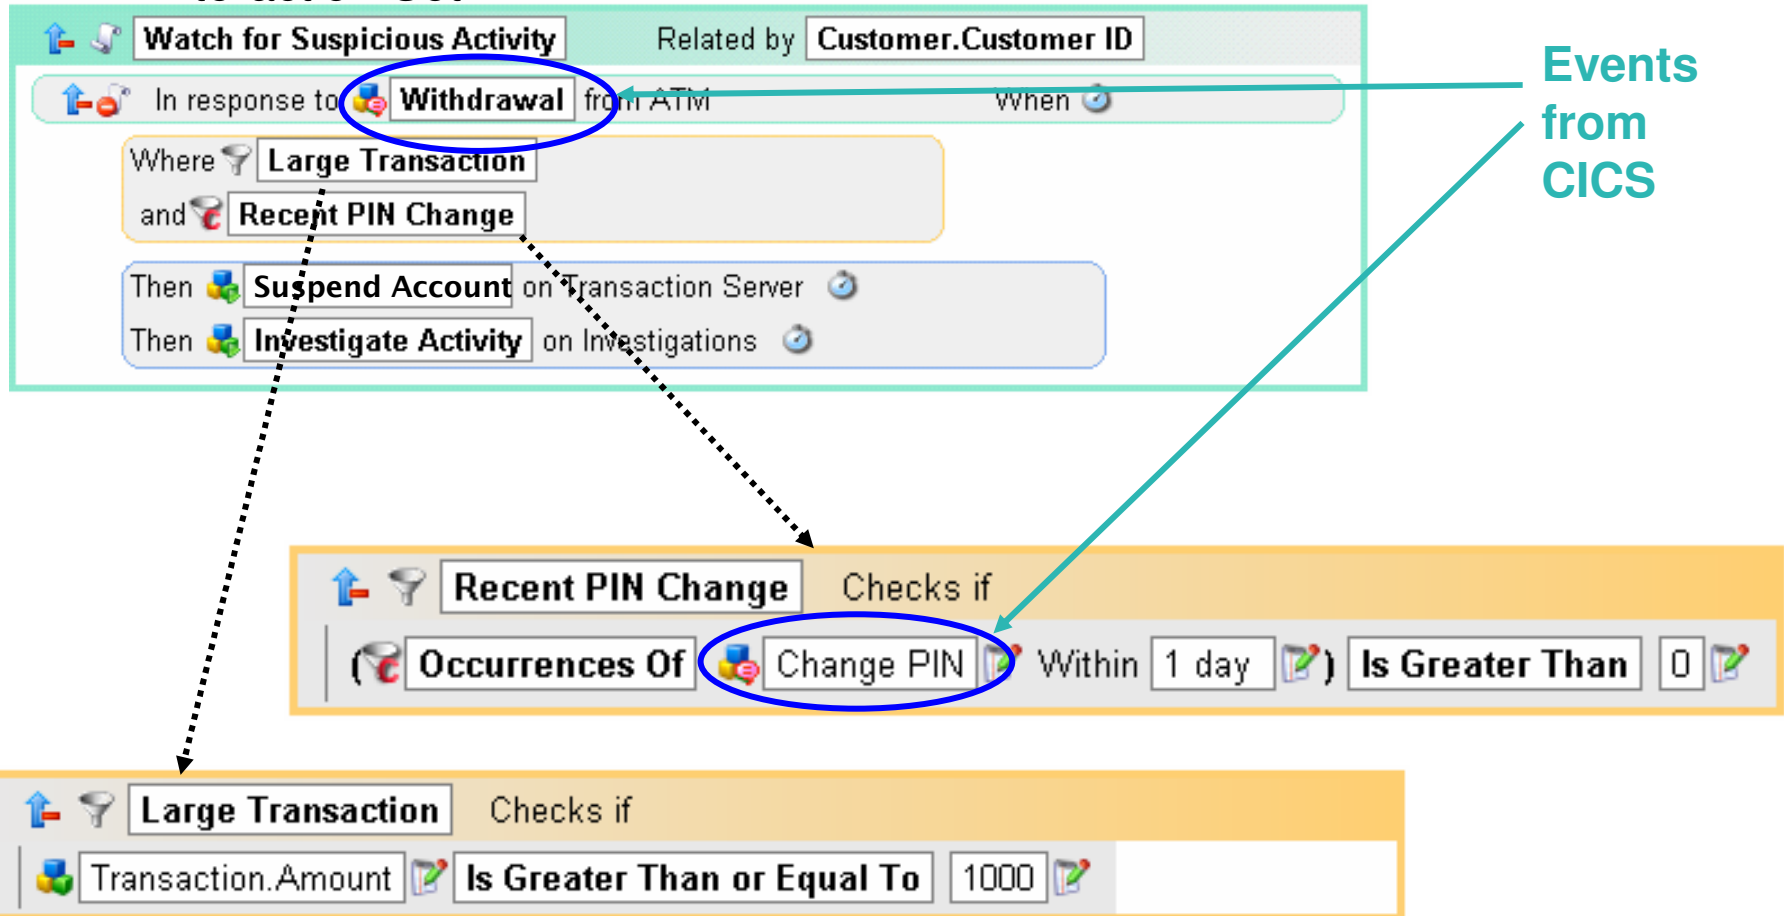 Watch for Suspicious Activity Related by Customer.Customer ID
In response to Withdrawal from ATM When
Where Large Transaction
and Recent PIN Change
Then Suspend Account on Transaction Server
Then Investigate Activity on Investigations
Events
from
CICS
Recent PIN Change Checks if
(Occurrences Of Change PIN Within 1 day ) Is Greater Than 0
Large Transaction Checks if
Transaction.Amount Is Greater Than or Equal To 1000